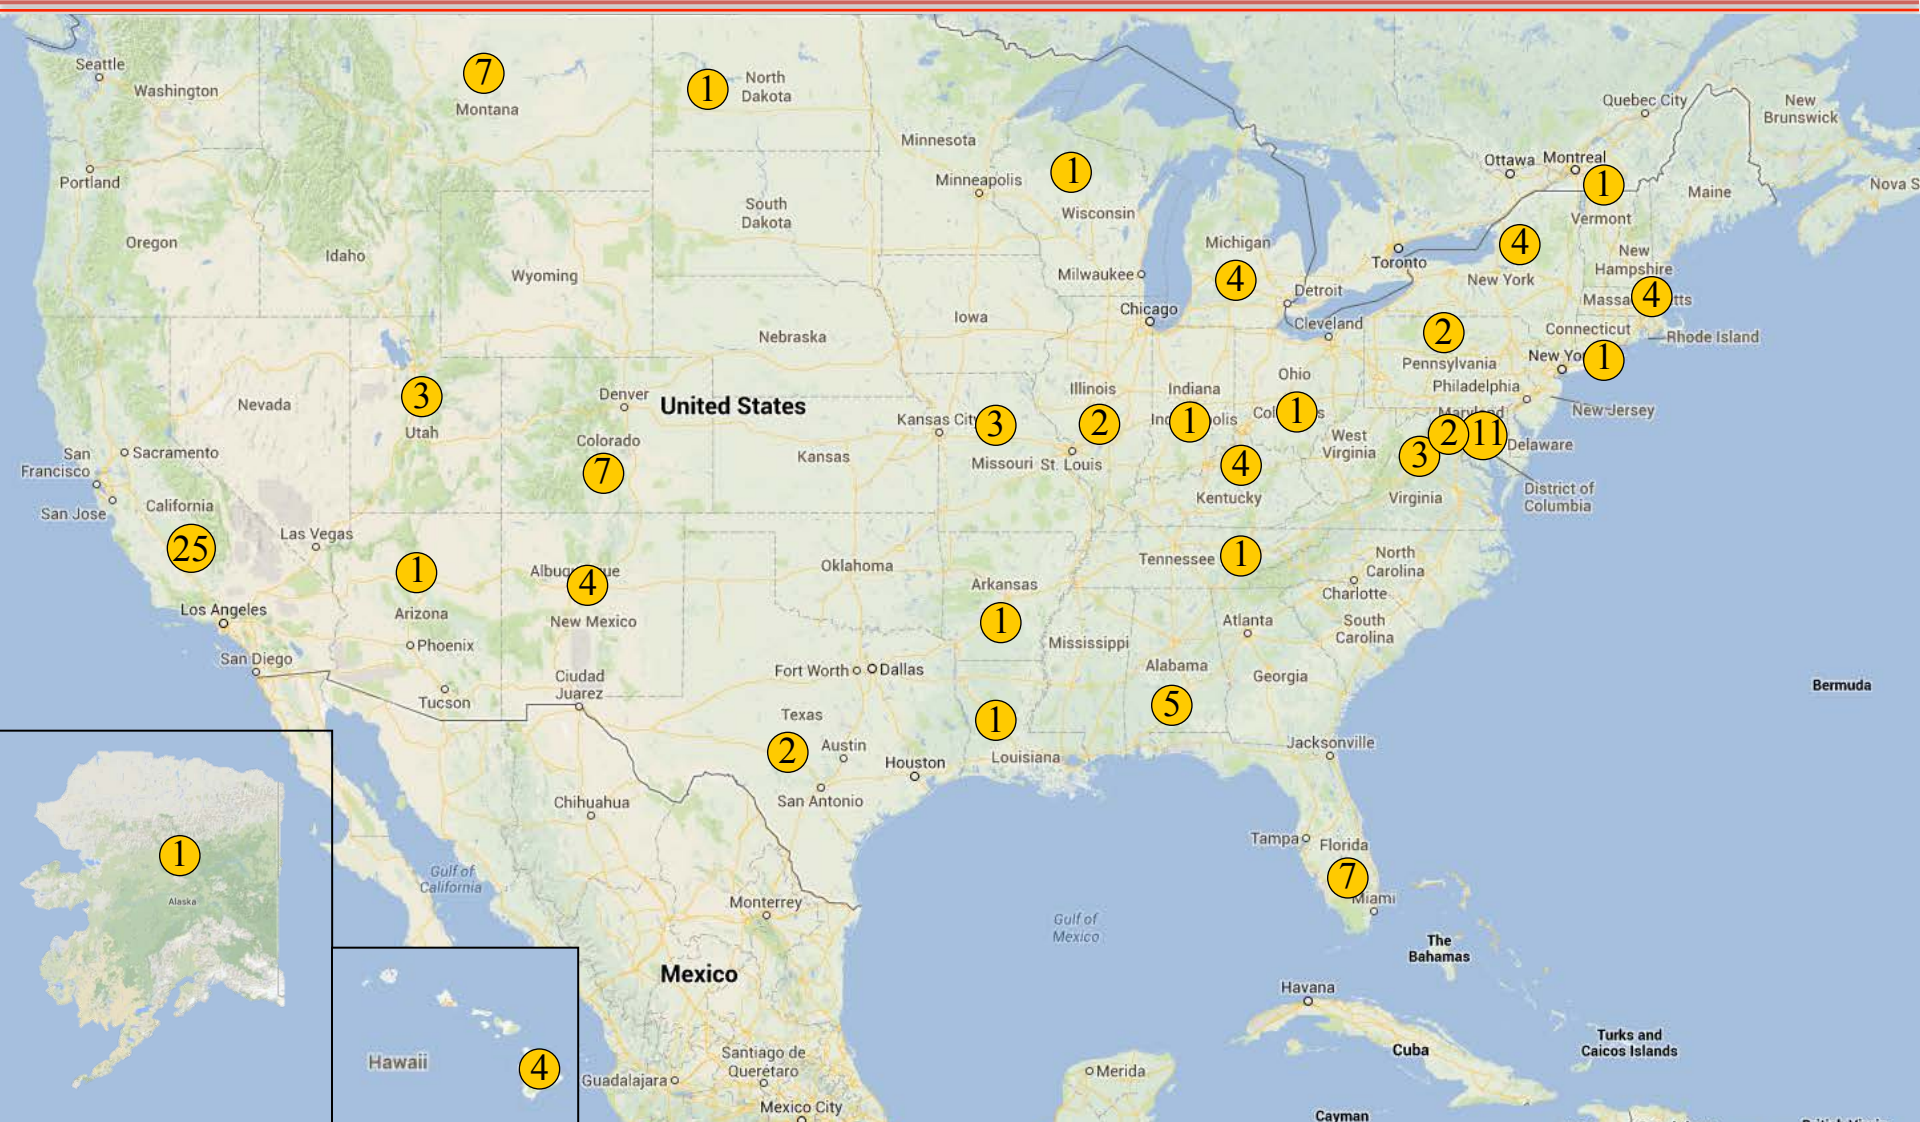 Seattle
Washington
7
Montana
1
North
Dakota
Quebec City
New
Brunswick
Minnesota
Minneapolis
1
Wisconsin
Ottawa
Montreal
1
Vermont
Maine
Nova S
Portland
South
Dakota
Oregon
Idaho
Wyoming
Michigan
4
Milwaukee
Detroit
Toronto
4
New York
New
Hampshire
Massa
4
tts
Chicago
Cleveland
Iowa
Nebraska
2
Pennsylvania
Connecticut
Rhode Island
New Yo
1
Philadelphia
New Jersey
Nevada
3
Utah
Denver
United States
Colorado
7
Kansas City
3
Kansas
Missouri
St. Louis
Illinois
2
Indiana
Ind
1
polis
Ohio
Col
1
s
West
Virginia
Maryland
2
11
3
Delaware
Virginia
District of
Columbia
4
Kentucky
San
Francisco
Sacramento
San Jose
California
25
Las Vegas
1
Arizona
Albuq
4
ue
New Mexico
Oklahoma
Arkansas
1
Tennessee
1
North
Carolina
Charlotte
South
Carolina
Atlanta
Los Angeles
San Diego
Phoenix
Tucson
Ciudad
Juarez
Fort Worth
Dallas
Mississippi
Alabama
5
Georgia
Bermuda
Texas
2
Austin
Houston
San Antonio
1
Louisiana
Jacksonville
Chihuahua
Tampa
Florida
7
Miami
1
Alaska
Gulf of
California
Monterrey
Gulf of
Mexico
The
Bahamas
Mexico
Havana
Turks and
Caicos Islands
Cuba
Hawaii
4
Guadalajara
Santiago de
Querétaro
Merida
Mexico City
Cayman